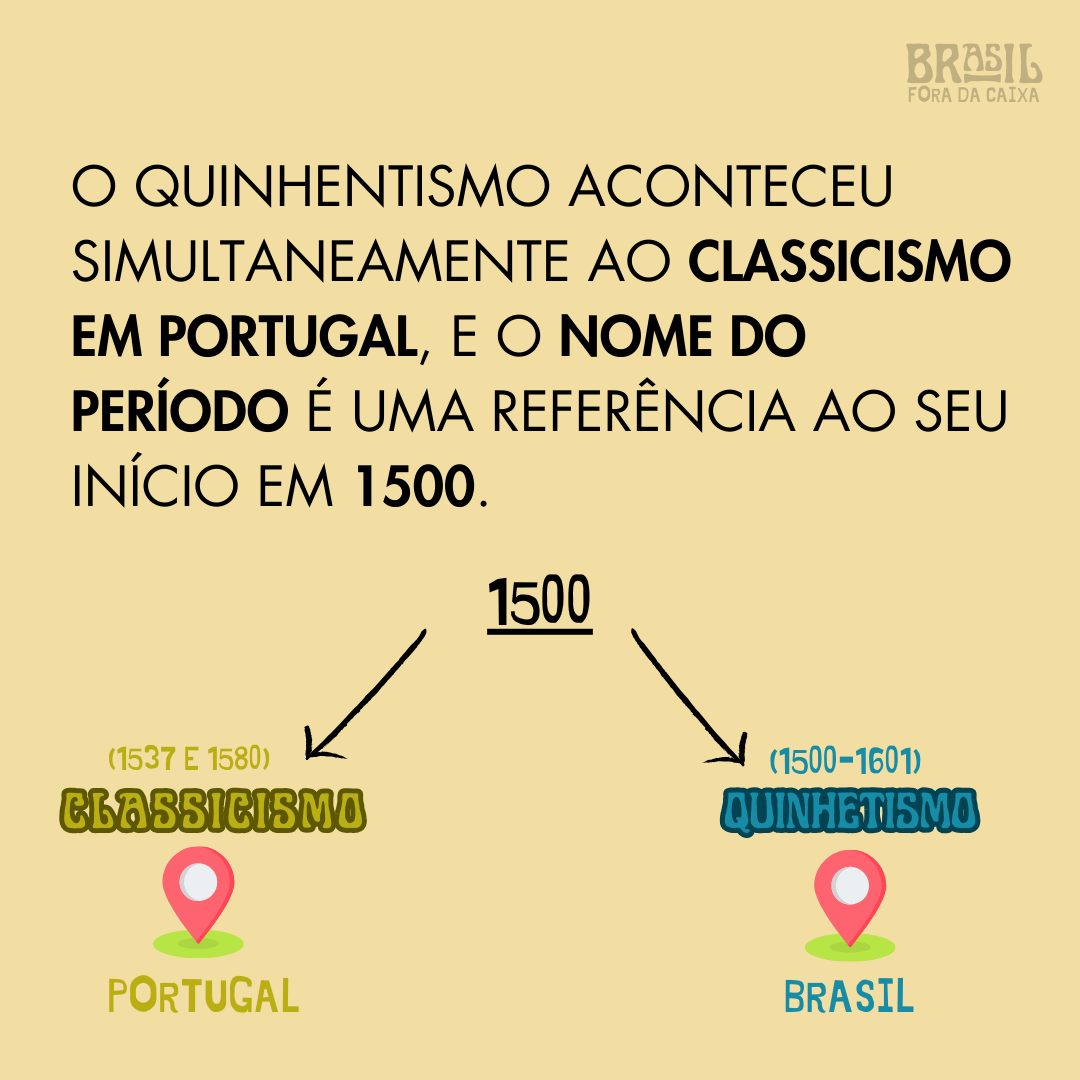 BRASIL
FORA DA CAIXA
O QUINHENTISMO ACONTECEU
SIMULTANEAMENTE AO CLASSICISMO
EM PORTUGAL, E O NOME DO
PERÍODO É UMA REFERÊNCIA AO SEU
INÍCIO EM 1500.
1500
(1537 E 1580)
CLASSICISMO
PORTUGAL
(1500-1601)
QUINHETISMO
BRASIL